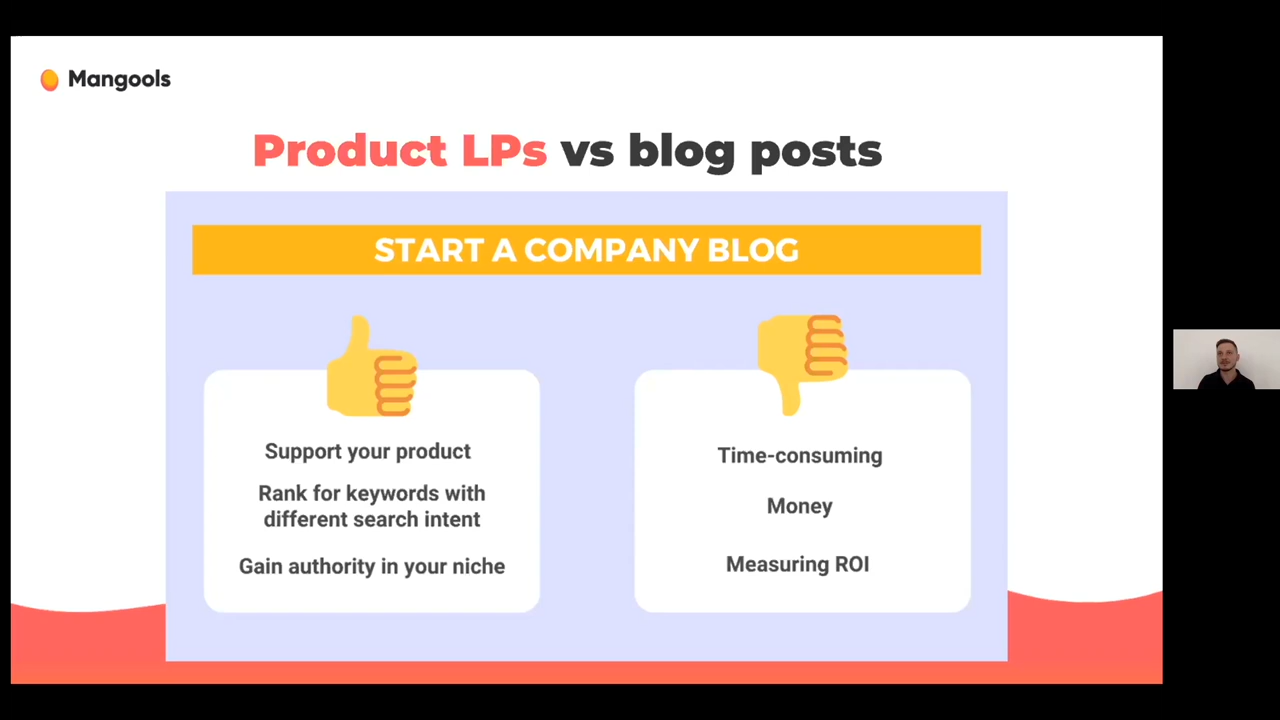 Mangools
Product LPs vs blog posts
START A COMPANY BLOG
Support your product
Rank for keywords with
different search intent
Gain authority in your niche
Time-consuming
Money
Measuring ROI